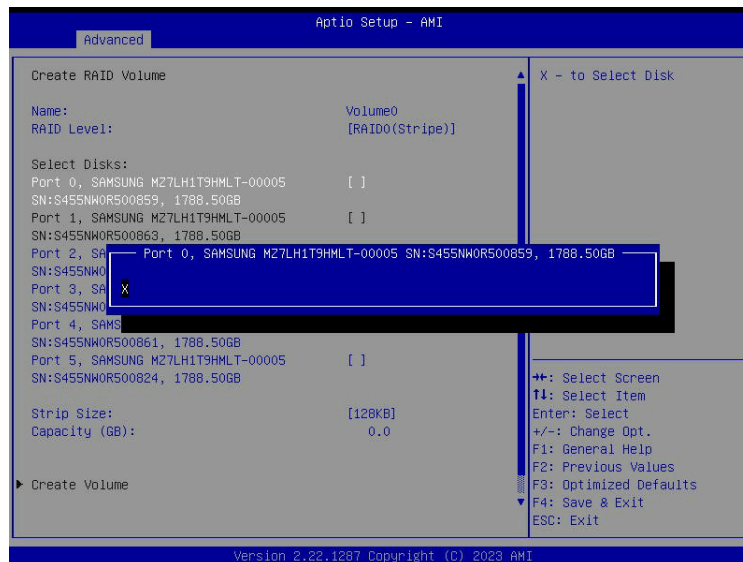 Aptio Setup - AMI
Advanced
Create RAID Volume
Name: Volume0
RAID Level: [RAID0(Stripe)]
Select Disks:
Port 0, SAMSUNG MZ7LH1T9HMLT-00005 [ ]
SN:S455NW0R500859, 1788.50GB
Port 1, SAMSUNG MZ7LH1T9HMLT-00005 [ ]
SN:S455NW0R500863, 1788.50GB
Port 2, SA
Port 0, SAMSUNG MZ7LH1T9HMLT-00005 SN:S455NW0R500859, 1788.50GB
SN:S455NW0
Port 3, SA
X
SN:S455NW0
Port 4, SAMS
SN:S455NW0R500861, 1788.50GB
Port 5, SAMSUNG MZ7LH1T9HMLT-00005 [ ]
SN:S455NW0R500824, 1788.50GB
Strip Size: [128KB]
Capacity (GB): 0.0
Create Volume
X - to Select Disk
→←: Select Screen
↑↓: Select Item
Enter: Select
+/-: Change Opt.
F1: General Help
F2: Previous Values
F3: Optimized Defaults
F4: Save & Exit
ESC: Exit
Version 2.22.1287 Copyright (C) 2023 AMI